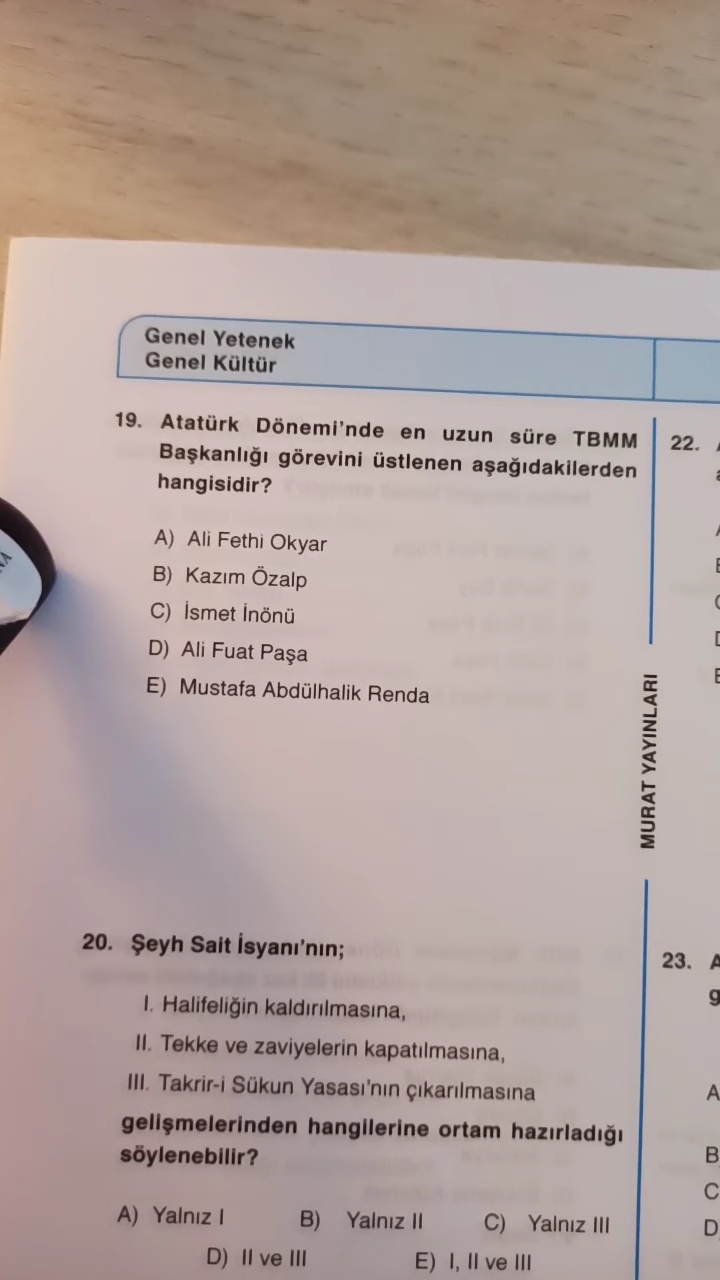 Genel Yetenek
Genel Kültür
19. Atatürk Dönemi'nde en uzun süre TBMM
Başkanlığı görevini üstlenen aşağıdakilerden
hangisidir?
A) Ali Fethi Okyar
B) Kazım Özalp
C) İsmet İnönü
D) Ali Fuat Paşa
E) Mustafa Abdülhalik Renda
MURAT YAYINLARI
20. Şeyh Sait İsyanı'nın;
I. Halifeliğin kaldırılmasına,
II. Tekke ve zaviyelerin kapatılmasına,
III. Takrir-i Sükun Yasası'nın çıkarılmasına
gelişmelerinden hangilerine ortam hazırladığı
söylenebilir?
A) Yalnız I B) Yalnız II C) Yalnız III
D) II ve III E) I, II ve III
22.
23.
A
B
C
D